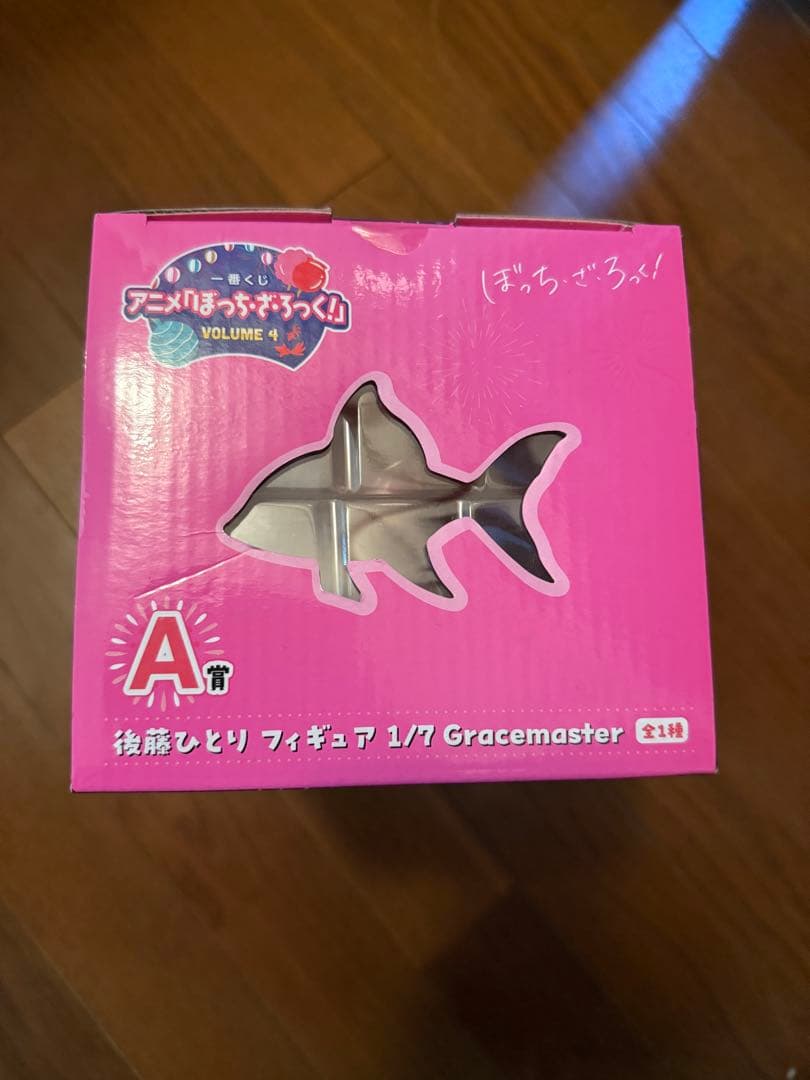 一番くじ
アニメ「ぼっち・ざ・ろっく!」
VOLUME 4
ぼっち・ざ・ろっく!
A賞
後藤ひとり フィギュア 1/7 Gracemaster 全1種